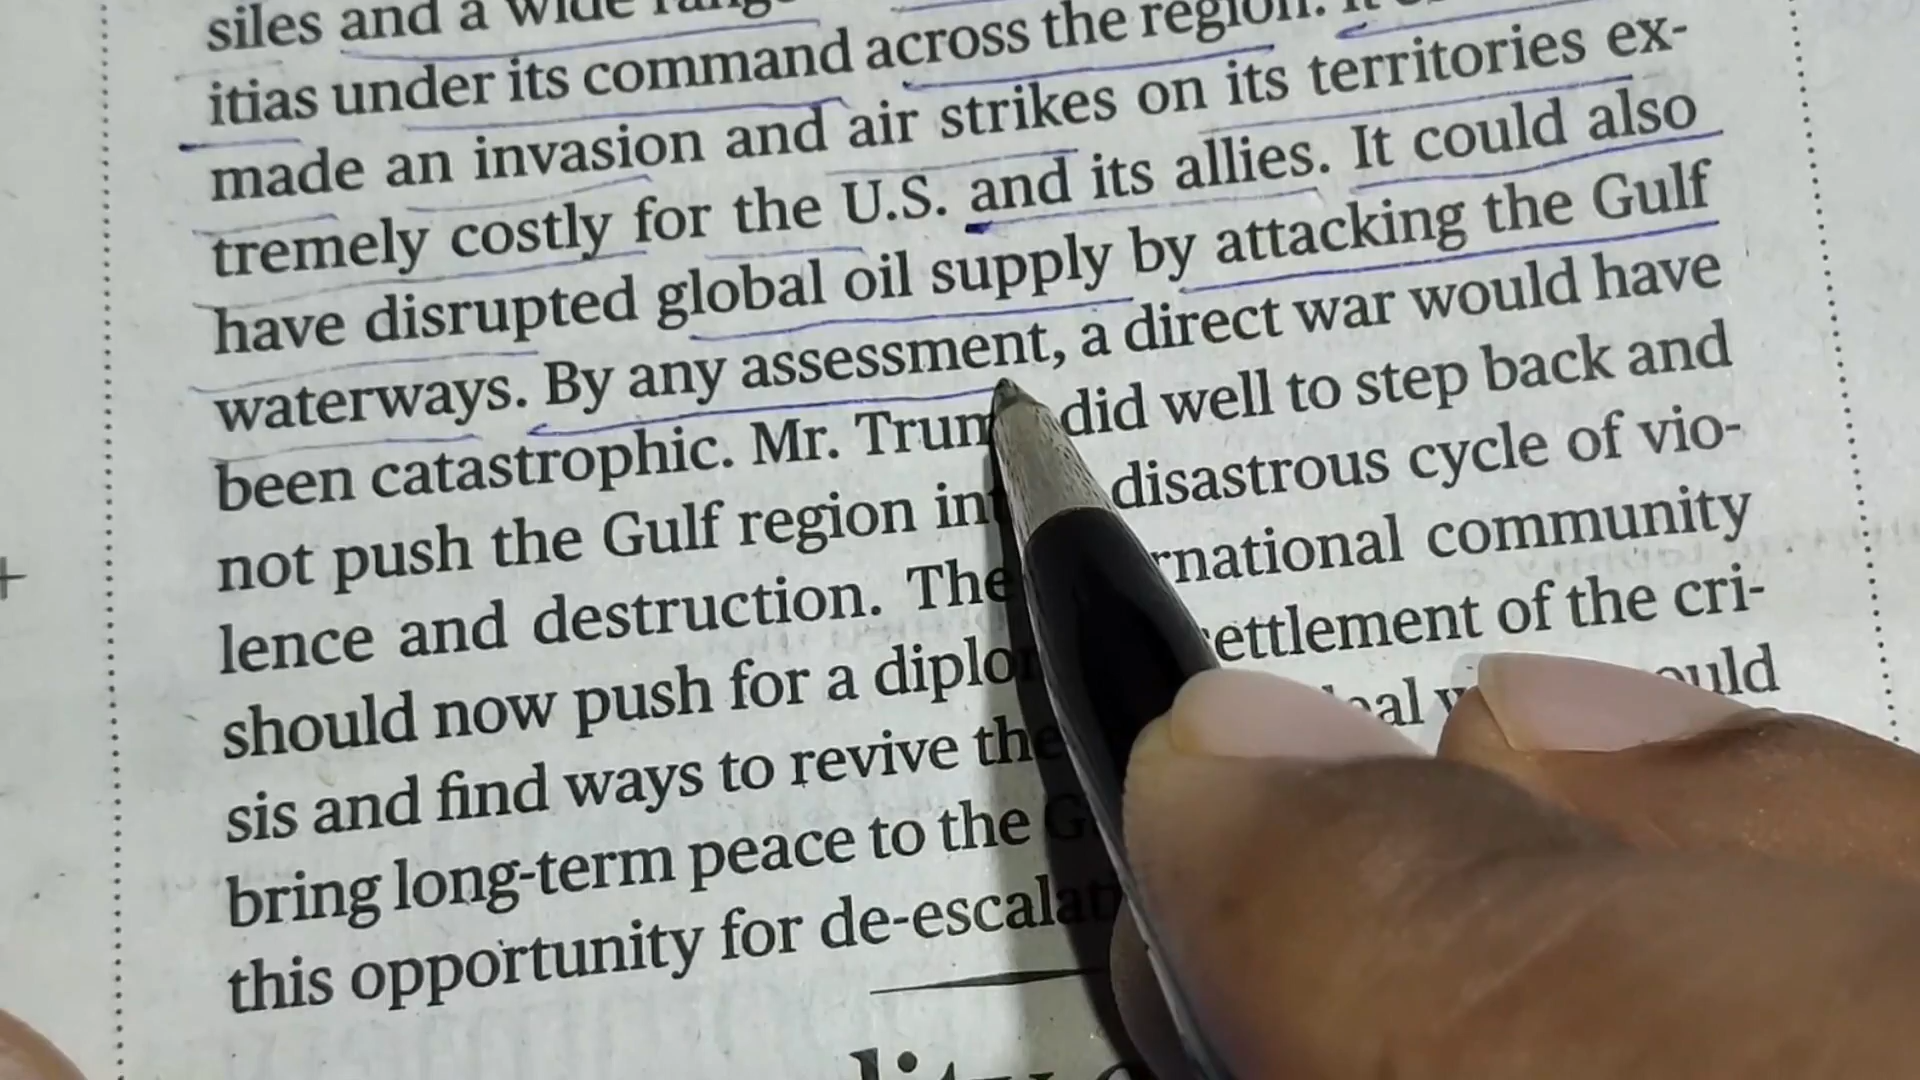 siles and a wide
itias under its command across the region. It
made an invasion and air strikes on its territories ex-
tremely costly for the U.S. and its allies. It could also
have disrupted global oil supply by attacking the Gulf
waterways. By any assessment, a direct war would have
been catastrophic. Mr. did well to step back and
not push the Gulf region disastrous cycle of vio-
lence and destruction. The community
should now push for a settlement of the cri-
sis and find ways to revive the
bring long-term peace to the
this opportunity for